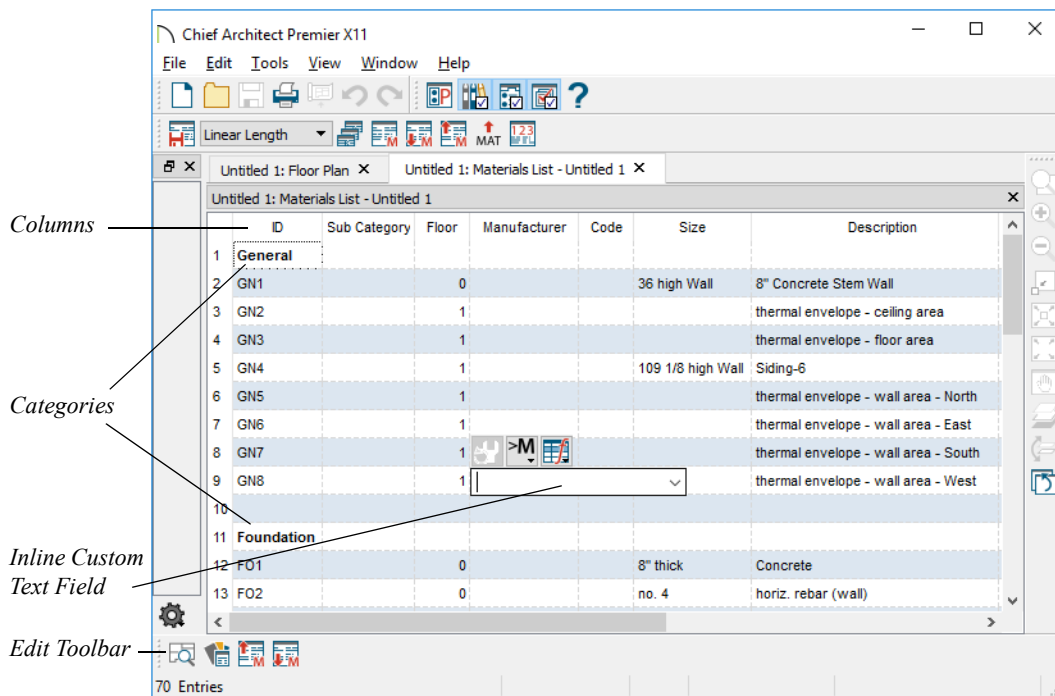 Chief Architect Premier X11
File Edit Tools View Window Help
Linear Length
M M M MAT 123
Untitled 1: Floor Plan X Untitled 1: Materials List - Untitled 1 X
Untitled 1: Materials List - Untitled 1
Columns
ID Sub Category Floor Manufacturer Code Size Description
1 General
2 GN1 0 36 high Wall 8" Concrete Stem Wall
3 GN2 1 thermal envelope - ceiling area
4 GN3 1 thermal envelope - floor area
5 GN4 1 109 1/8 high Wall Siding-6
Categories
6 GN5 1 thermal envelope - wall area - North
7 GN6 1 thermal envelope - wall area - East
8 GN7 1 >M thermal envelope - wall area - South
9 GN8 1 thermal envelope - wall area - West
10
11 Foundation
Inline Custom
Text Field
12 FO1 0 8" thick Concrete
13 FO2 0 no. 4 horiz. rebar (wall)
Edit Toolbar
M M
70 Entries